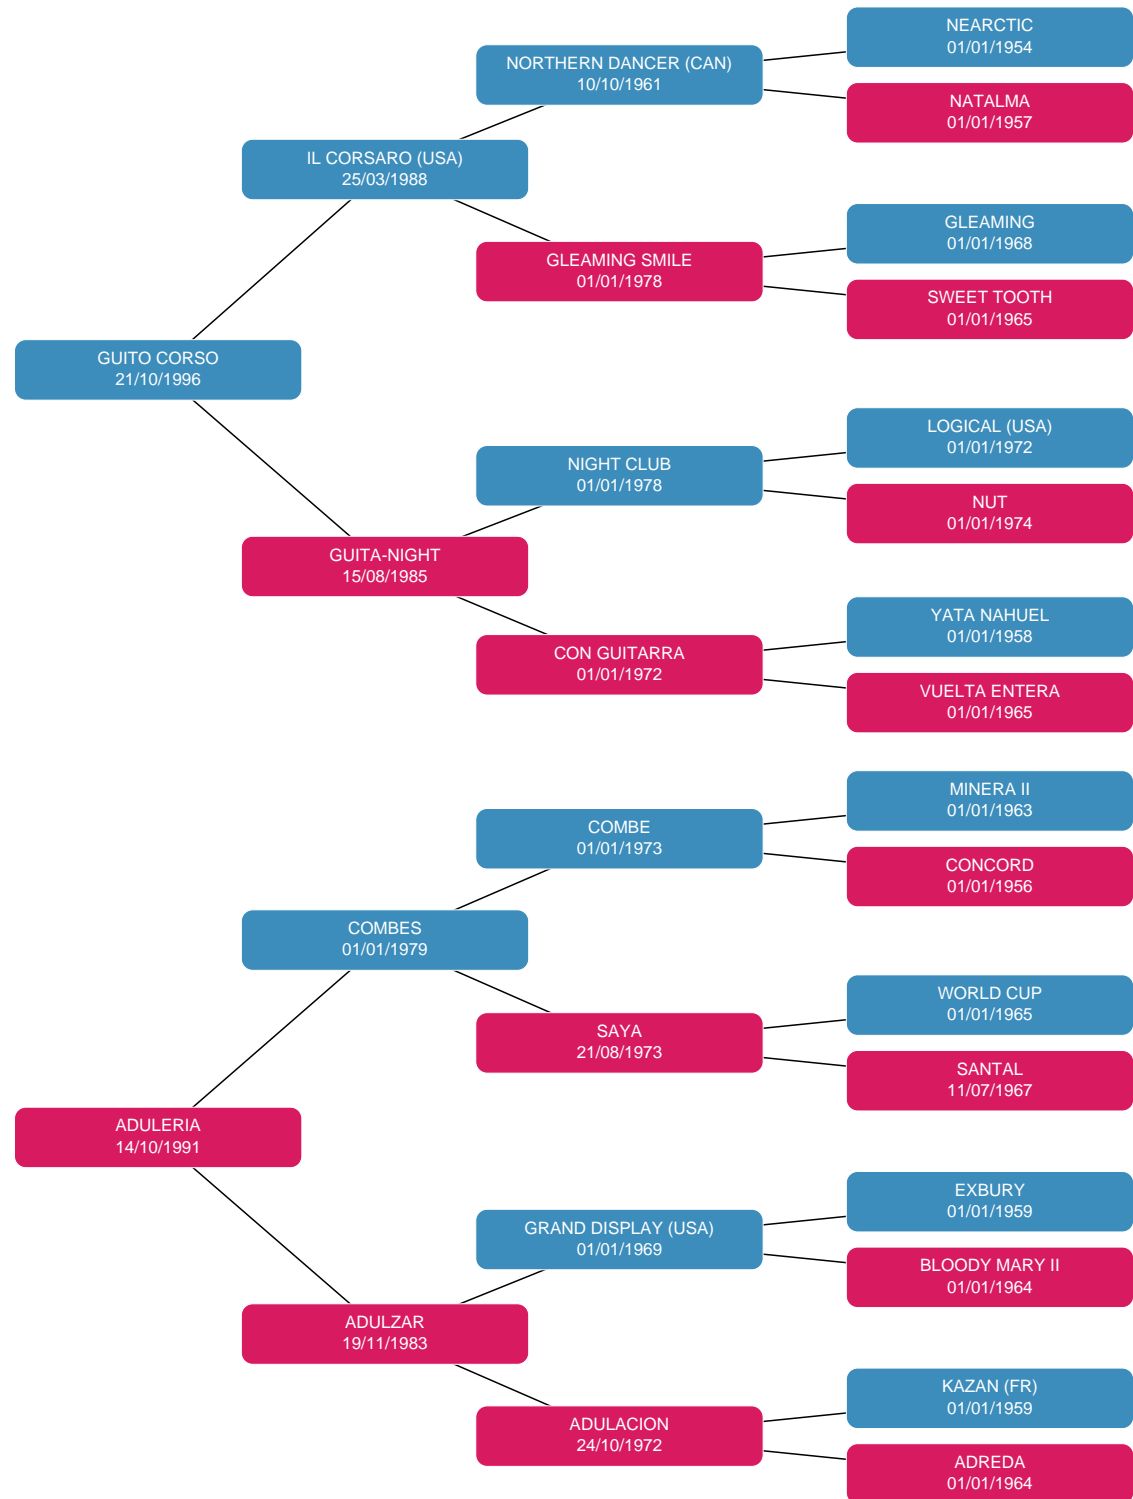 NEARCTIC
01/01/1954
NORTHERN DANCER (CAN)
10/10/1961
NATALMA
01/01/1957
IL CORSARO (USA)
25/03/1988
GLEAMING
01/01/1968
GLEAMING SMILE
01/01/1978
SWEET TOOTH
01/01/1965
GUITO CORSO
21/10/1996
LOGICAL (USA)
01/01/1972
NIGHT CLUB
01/01/1978
NUT
01/01/1974
GUITA-NIGHT
15/08/1985
YATA NAHUEL
01/01/1958
CON GUITARRA
01/01/1972
VUELTA ENTERA
01/01/1965
MINERA II
01/01/1963
COMBE
01/01/1973
CONCORD
01/01/1956
COMBES
01/01/1979
WORLD CUP
01/01/1965
SAYA
21/08/1973
SANTAL
11/07/1967
ADULERIA
14/10/1991
EXBURY
01/01/1959
GRAND DISPLAY (USA)
01/01/1969
BLOODY MARY II
01/01/1964
ADULZAR
19/11/1983
KAZAN (FR)
01/01/1959
ADULACION
24/10/1972
ADREDA
01/01/1964